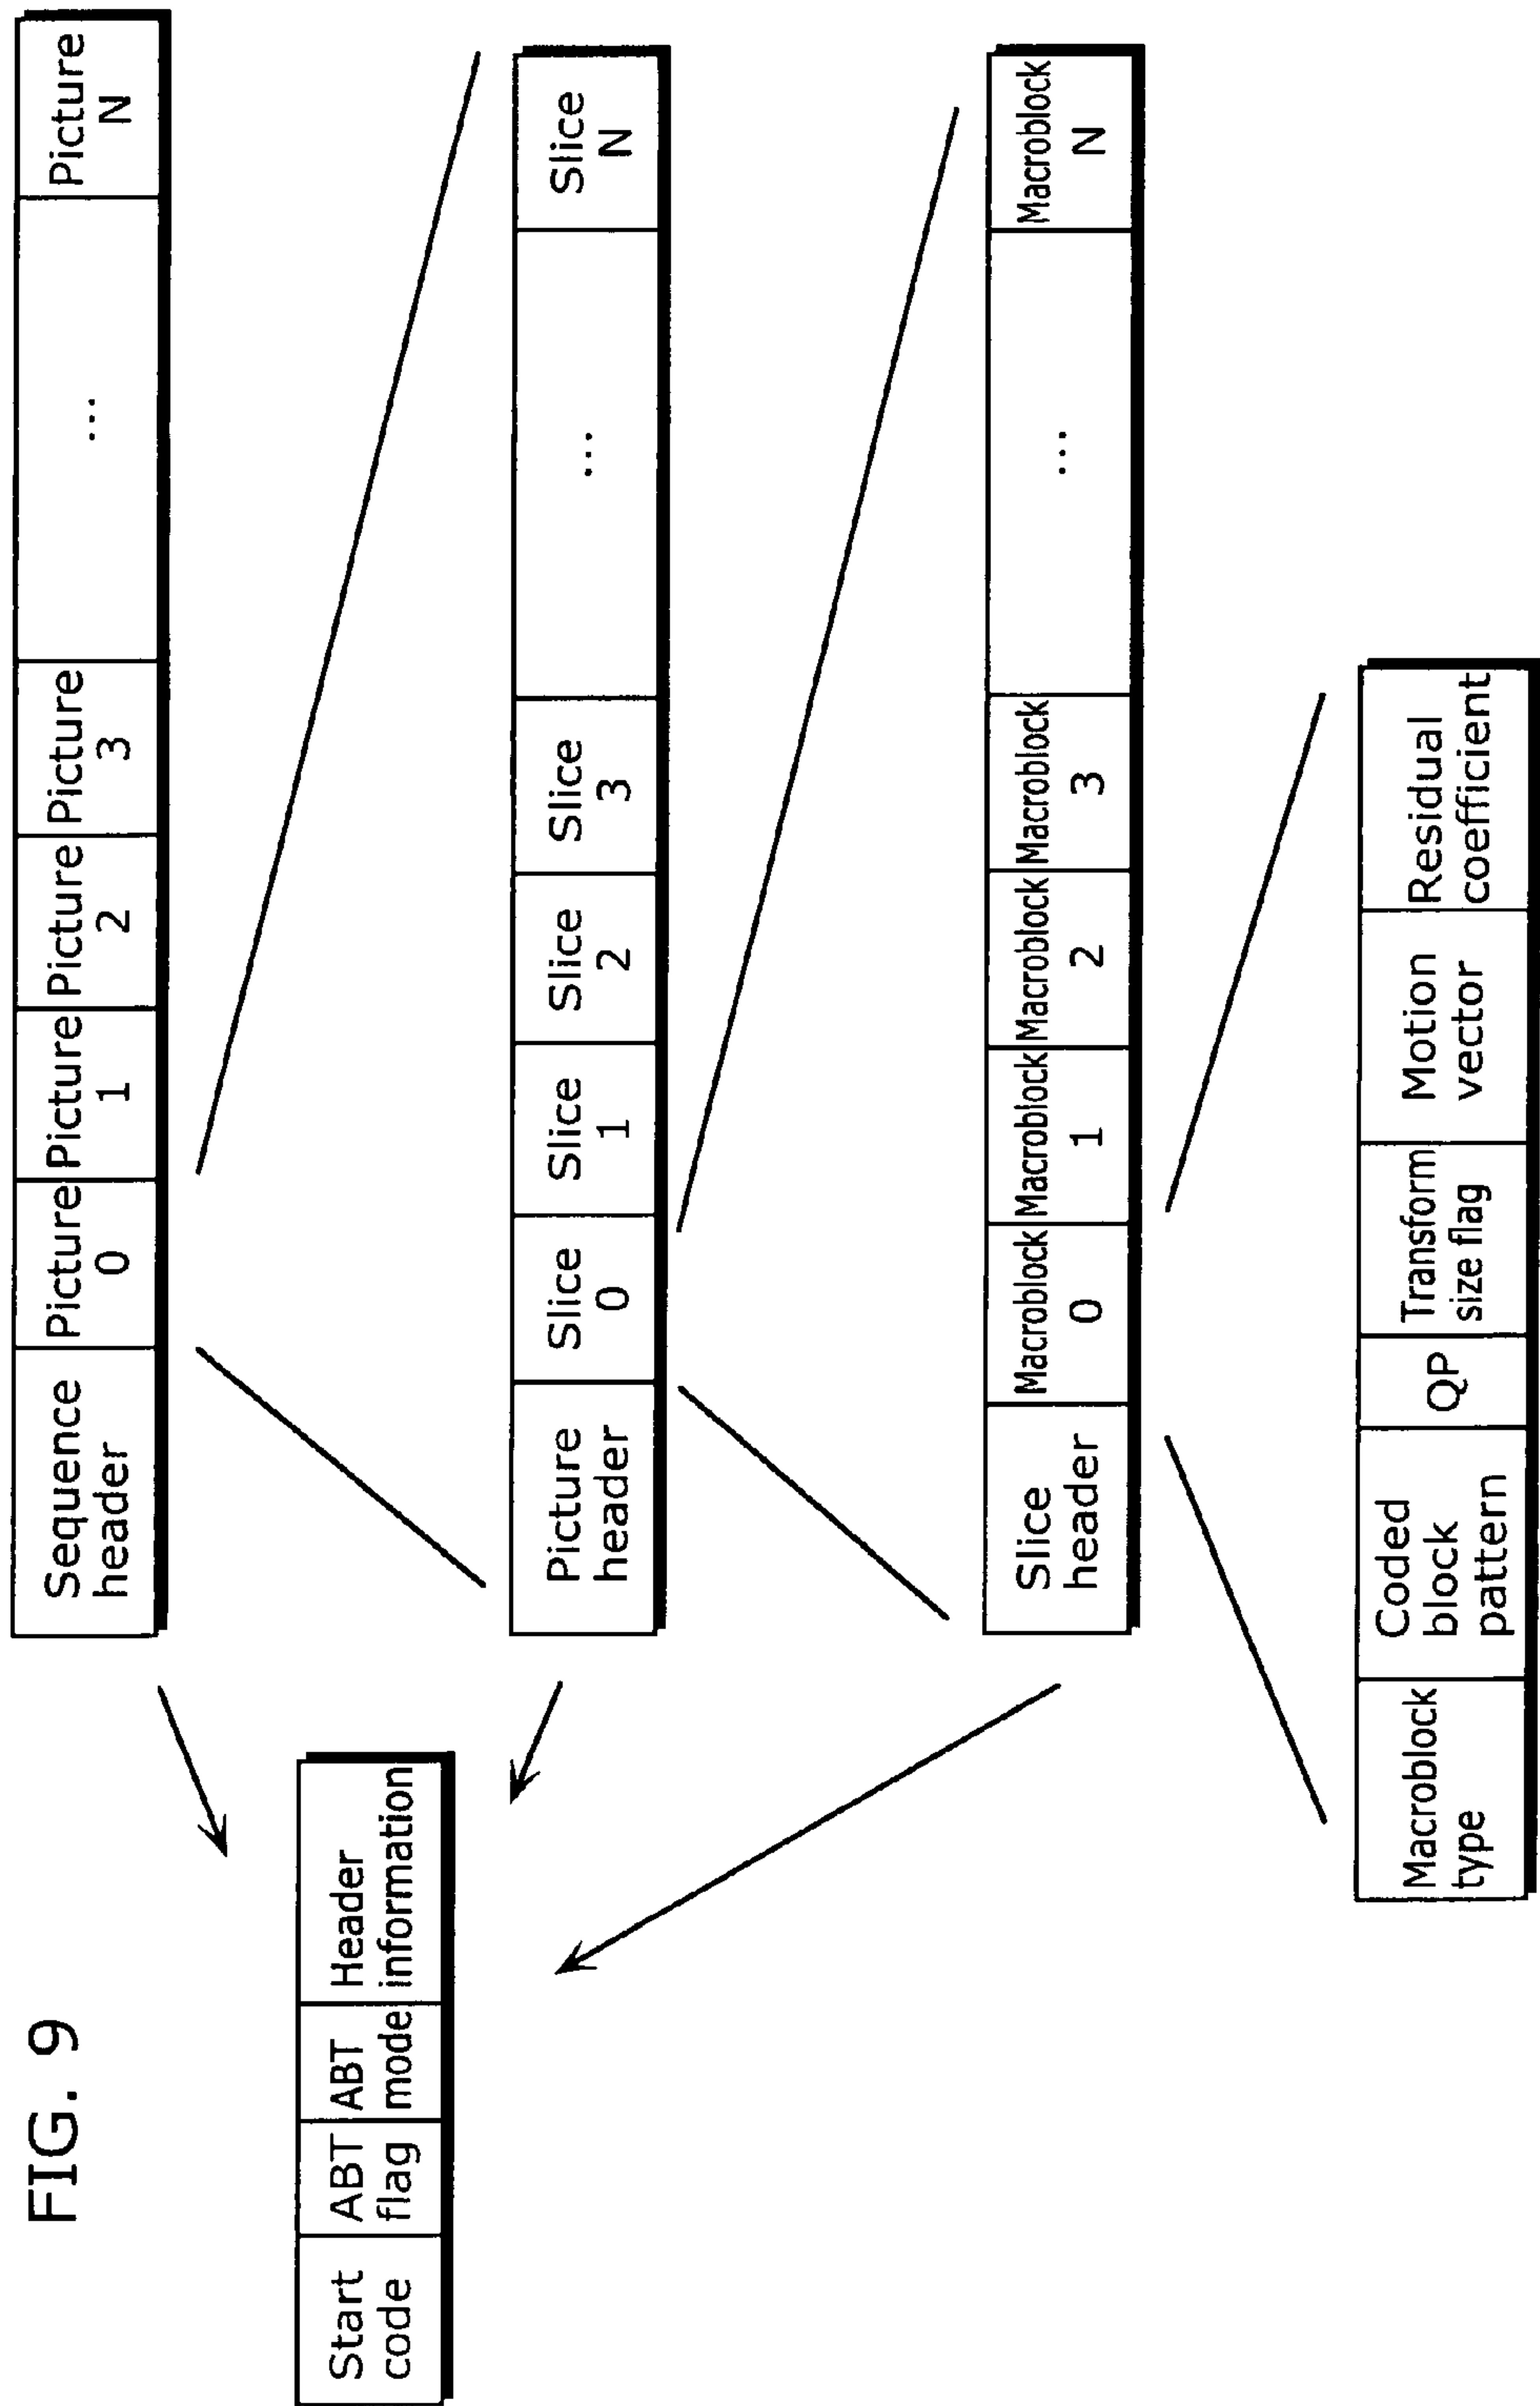 FIG. 9
Sequence
header
Picture
0
Picture
1
Picture
2
Picture
3
...
Picture
N
Start
code
ABT
flag
ABT
mode
Header
information
Picture
header
Slice
0
Slice
1
Slice
2
Slice
3
...
Slice
N
Slice
header
Macroblock
0
Macroblock
1
Macroblock
2
Macroblock
3
...
Macroblock
N
Macroblock
type
Coded
block
pattern
QP
Transform
size flag
Motion
vector
Residual
coefficient